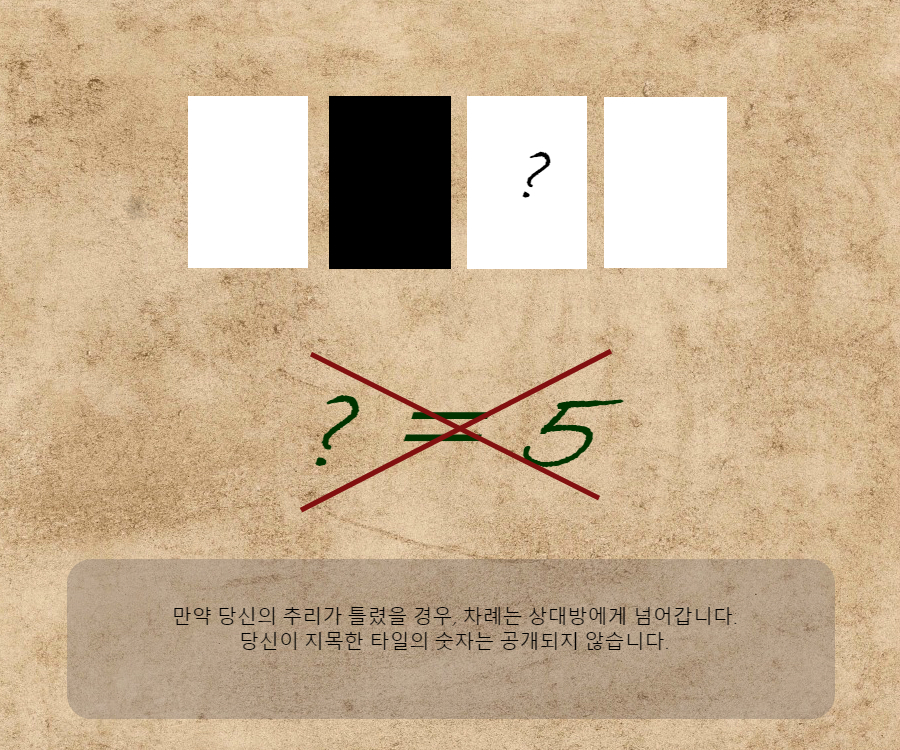 ?
? = 5
만약 당신의 추리가 틀렸을 경우, 차례는 상대방에게 넘어갑니다.
당신이 지목한 타일의 숫자는 공개되지 않습니다.